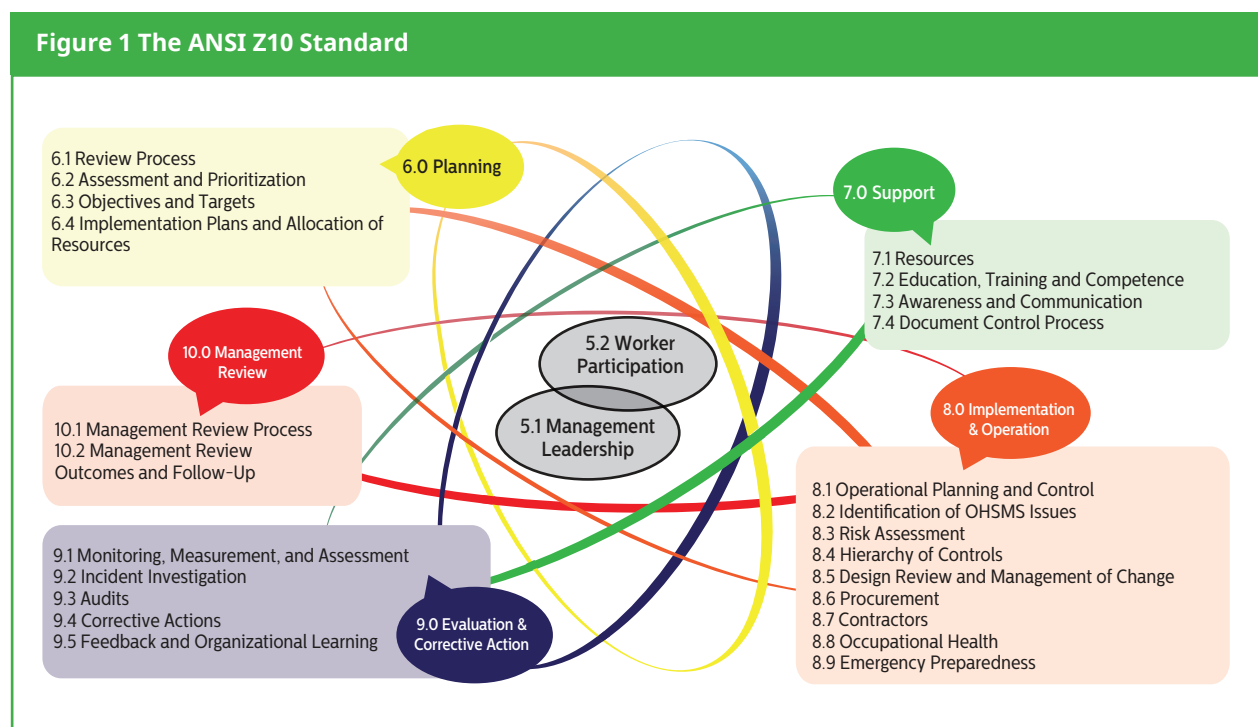 Figure 1 The ANSI Z10 Standard
6.0 Planning
6.1 Review Process
6.2 Assessment and Prioritization
6.3 Objectives and Targets
6.4 Implementation Plans and Allocation of
Resources
7.0 Support
7.1 Resources
7.2 Education, Training and Competence
7.3 Awareness and Communication
7.4 Document Control Process
5.2 Worker
Participation
5.1 Management
Leadership
10.0 Management
Review
10.1 Management Review Process
10.2 Management Review
Outcomes and Follow-Up
8.0 Implementation
& Operation
8.1 Operational Planning and Control
8.2 Identification of OHSMS Issues
8.3 Risk Assessment
8.4 Hierarchy of Controls
8.5 Design Review and Management of Change
8.6 Procurement
8.7 Contractors
8.8 Occupational Health
8.9 Emergency Preparedness
9.1 Monitoring, Measurement, and Assessment
9.2 Incident Investigation
9.3 Audits
9.4 Corrective Actions
9.5 Feedback and Organizational Learning
9.0 Evaluation &
Corrective Action